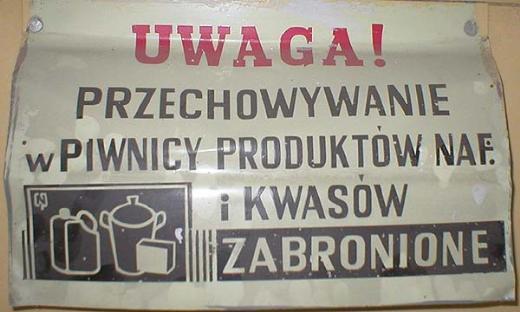 UWAGA!
PRZECHOWYWANIE
w PIWNICY PRODUKTÓW NAF.
i KWASÓW
ZABRONIONE